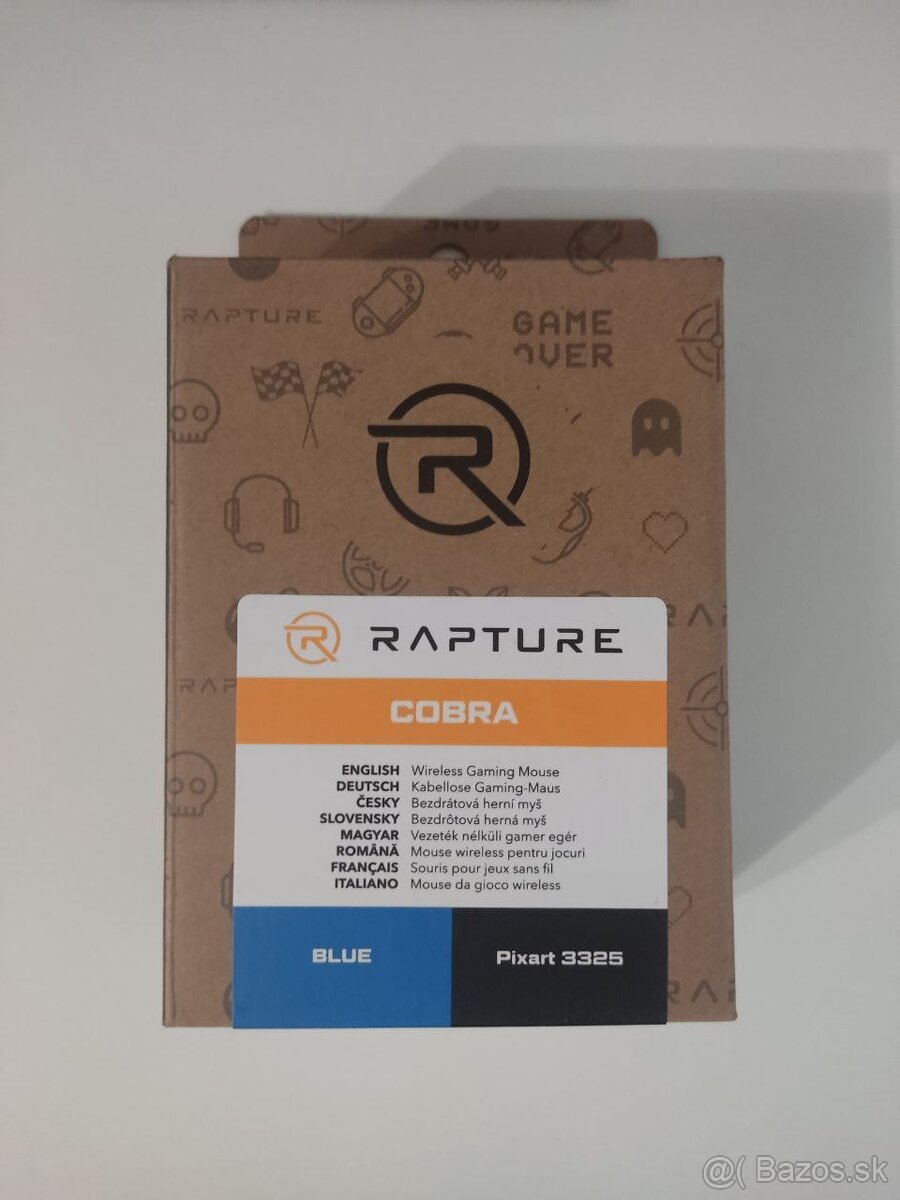 RAPTURE
GAME
OVER
R
RAPTURE
COBRA
ENGLISH Wireless Gaming Mouse
DEUTSCH Kabellose Gaming-Maus
ČESKY Bezdrátová herní myš
SLOVENSKY Bezdrôtová herná myš
MAGYAR Vezeték nélküli gamer egér
ROMÂNĂ Mouse wireless pentru jocuri
FRANÇAIS Souris pour jeux sans fil
ITALIANO Mouse da gioco wireless
BLUE
Pixart 3325
@( Bazos.sk